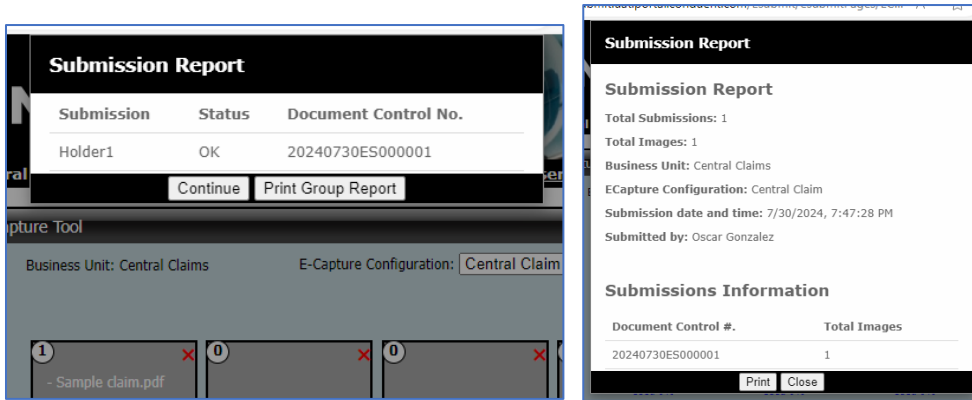 Submission Report
Submission Status Document Control No.
Holder1 OK 20240730ES000001
Continue Print Group Report
pture Tool
Business Unit: Central Claims E-Capture Configuration: Central Claim
1 0 0
- Sample claim.pdf
Submission Report
Submission Report
Total Submissions: 1
Total Images: 1
Business Unit: Central Claims
ECapture Configuration: Central Claim
Submission date and time: 7/30/2024, 7:47:28 PM
Submitted by: Oscar Gonzalez
Submissions Information
Document Control #. Total Images
20240730ES000001 1
Print Close